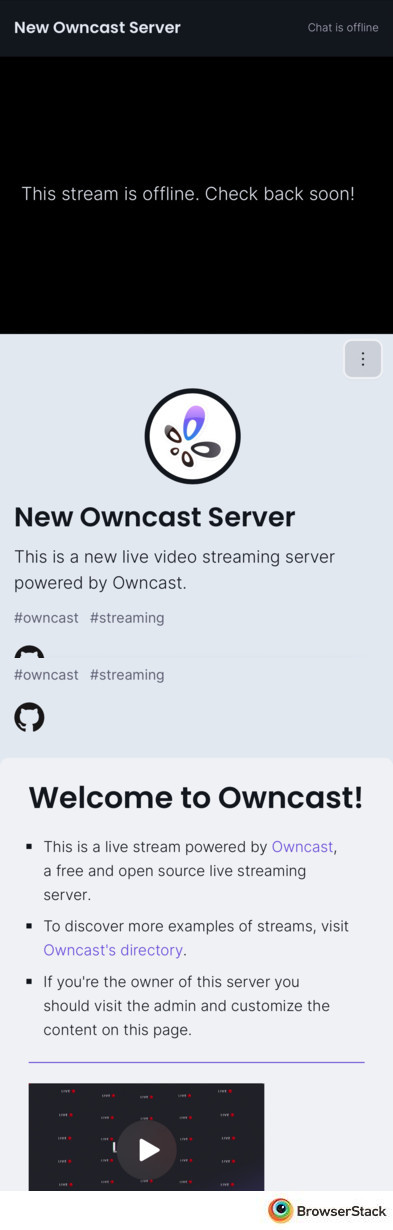 New Owncast Server
Chat is offline
This stream is offline. Check back soon!
New Owncast Server
This is a new live video streaming server
powered by Owncast.
#owncast #streaming
#owncast #streaming
Welcome to Owncast!
This is a live stream powered by Owncast,
a free and open source live streaming
server.
To discover more examples of streams, visit
Owncast's directory.
If you're the owner of this server you
should visit the admin and customize the
content on this page.
BrowserStack